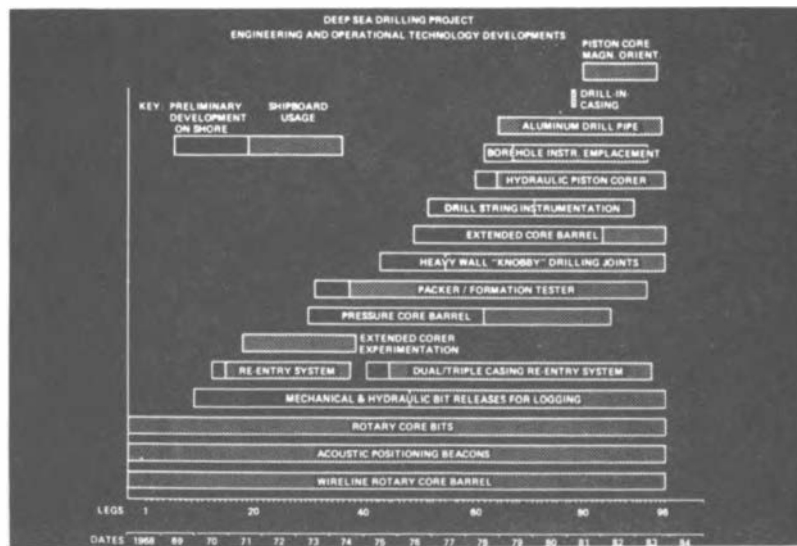 DEEP SEA DRILLING PROJECT
ENGINEERING AND OPERATIONAL TECHNOLOGY DEVELOPMENTS
PISTON CORE
MAGN. ORIENT.
DRILL-IN-
CASING
KEY: PRELIMINARY
DEVELOPMENT
ON SHORE
SHIPBOARD
USAGE
ALUMINUM DRILL PIPE
BOREHOLE INSTR. EMPLACEMENT
HYDRAULIC PISTON CORER
DRILL STRING INSTRUMENTATION
EXTENDED CORE BARREL
HEAVY WALL "KNOBBY" DRILLING JOINTS
PACKER / FORMATION TESTER
PRESSURE CORE BARREL
EXTENDED CORER
EXPERIMENTATION
RE-ENTRY SYSTEM
DUAL/TRIPLE CASING RE-ENTRY SYSTEM
MECHANICAL & HYDRAULIC BIT RELEASES FOR LOGGING
ROTARY CORE BITS
ACOUSTIC POSITIONING BEACONS
WIRELINE ROTARY CORE BARREL
LEGS 1 20 40 60 80 96
DATES 1968 69 70 71 72 73 74 75 76 77 78 79 80 81 82 83 84